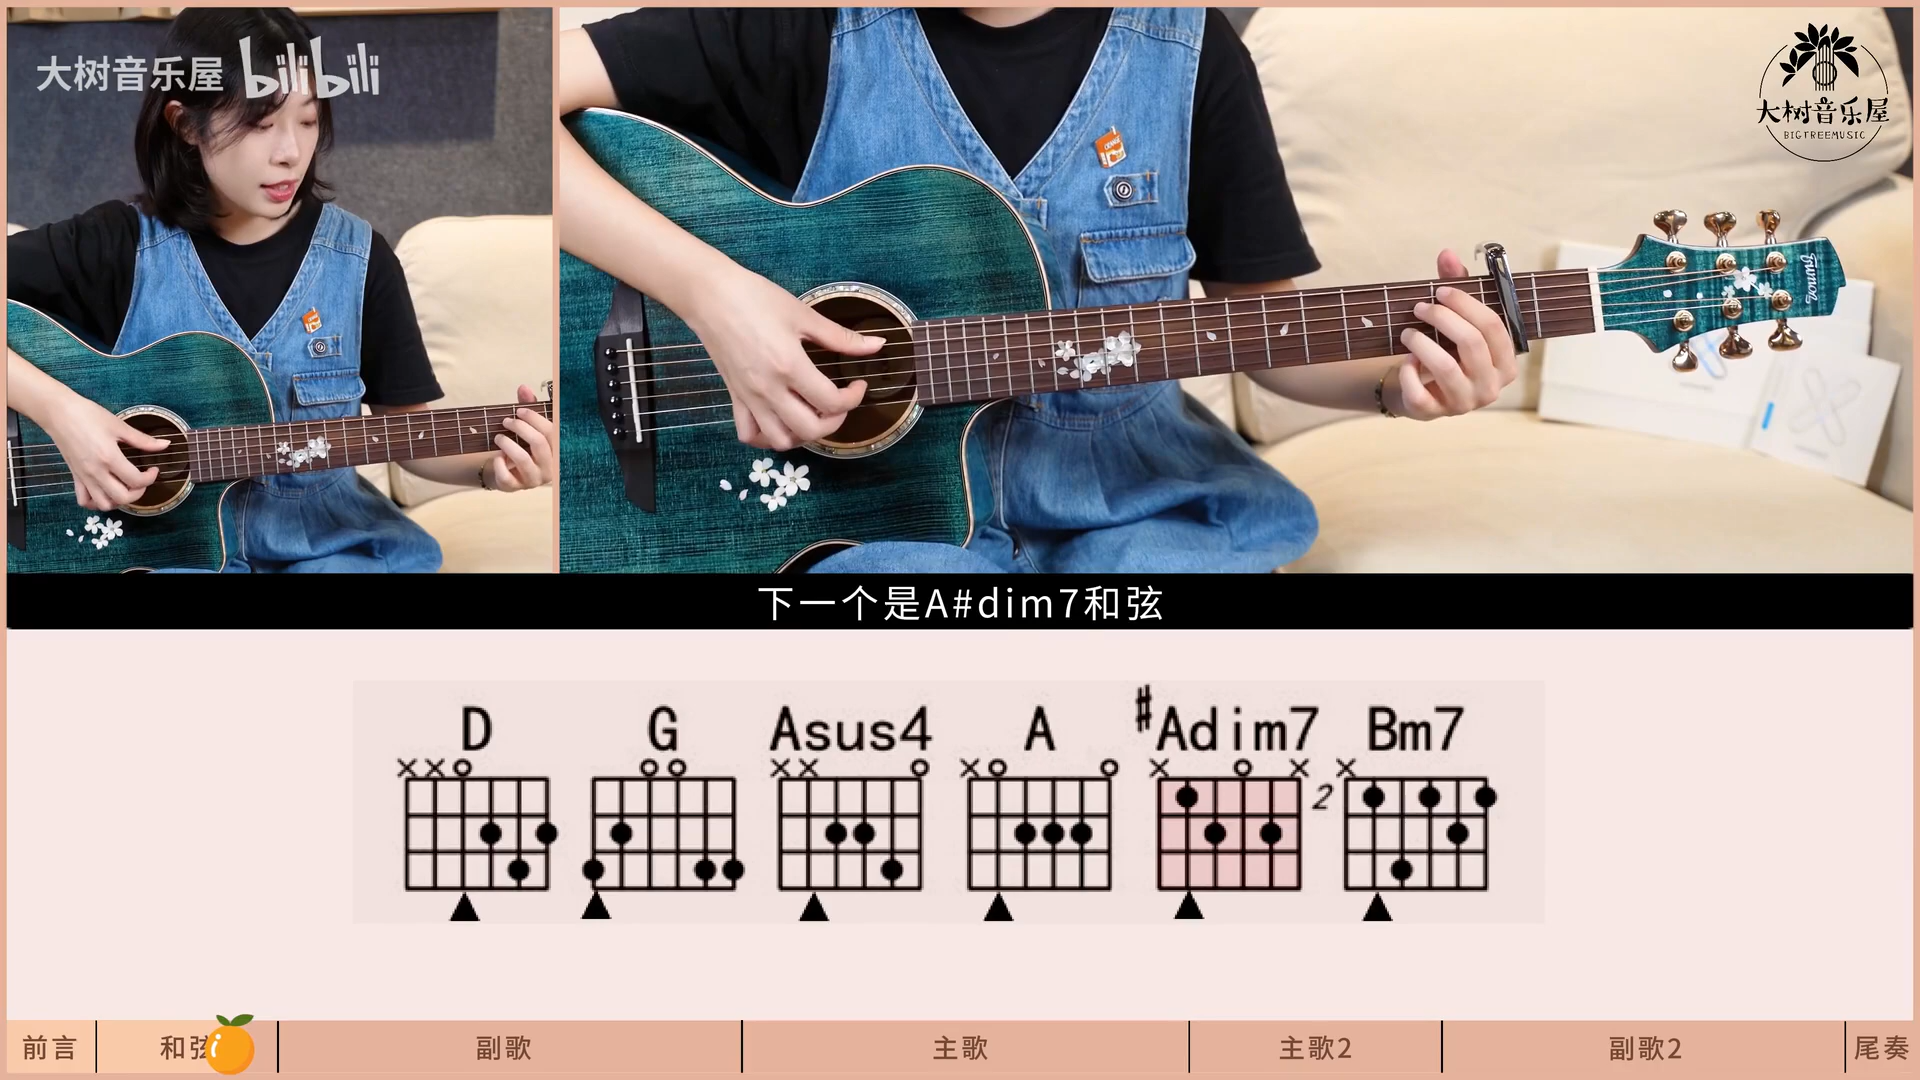 大树音乐屋 bilibili
大树音乐屋
BIGTREEMUSIC
下一个是A#dim7和弦
D G Asus4 A #Adim7 Bm7
2
前言 和弦 副歌 主歌 主歌2 副歌2 尾奏